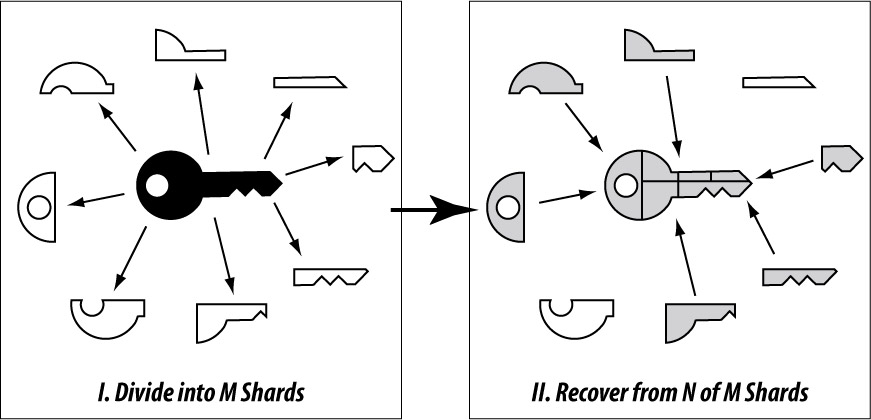 I. Divide into M Shards
II. Recover from N of M Shards